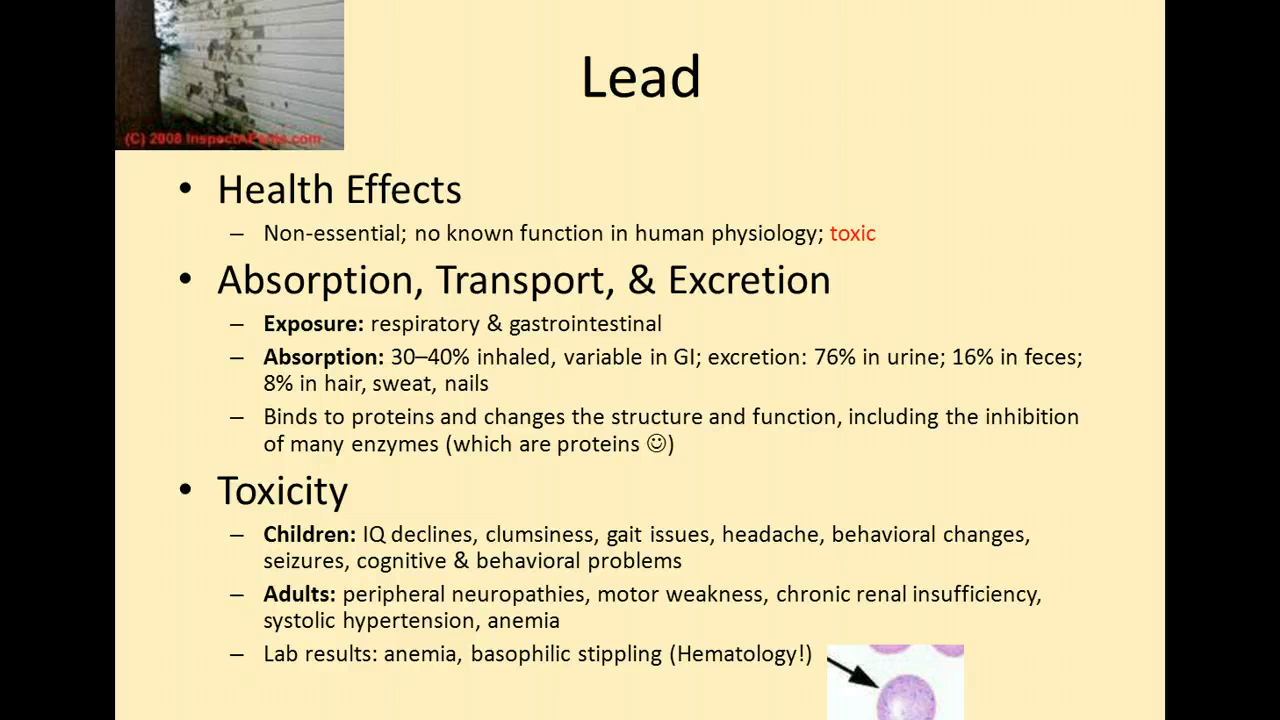 (C) 2008 InspectAPedia.com
Lead
• Health Effects
– Non-essential; no known function in human physiology; toxic
• Absorption, Transport, & Excretion
– Exposure: respiratory & gastrointestinal
– Absorption: 30–40% inhaled, variable in GI; excretion: 76% in urine; 16% in feces;
8% in hair, sweat, nails
– Binds to proteins and changes the structure and function, including the inhibition
of many enzymes (which are proteins ☺)
• Toxicity
– Children: IQ declines, clumsiness, gait issues, headache, behavioral changes,
seizures, cognitive & behavioral problems
– Adults: peripheral neuropathies, motor weakness, chronic renal insufficiency,
systolic hypertension, anemia
– Lab results: anemia, basophilic stippling (Hematology!)